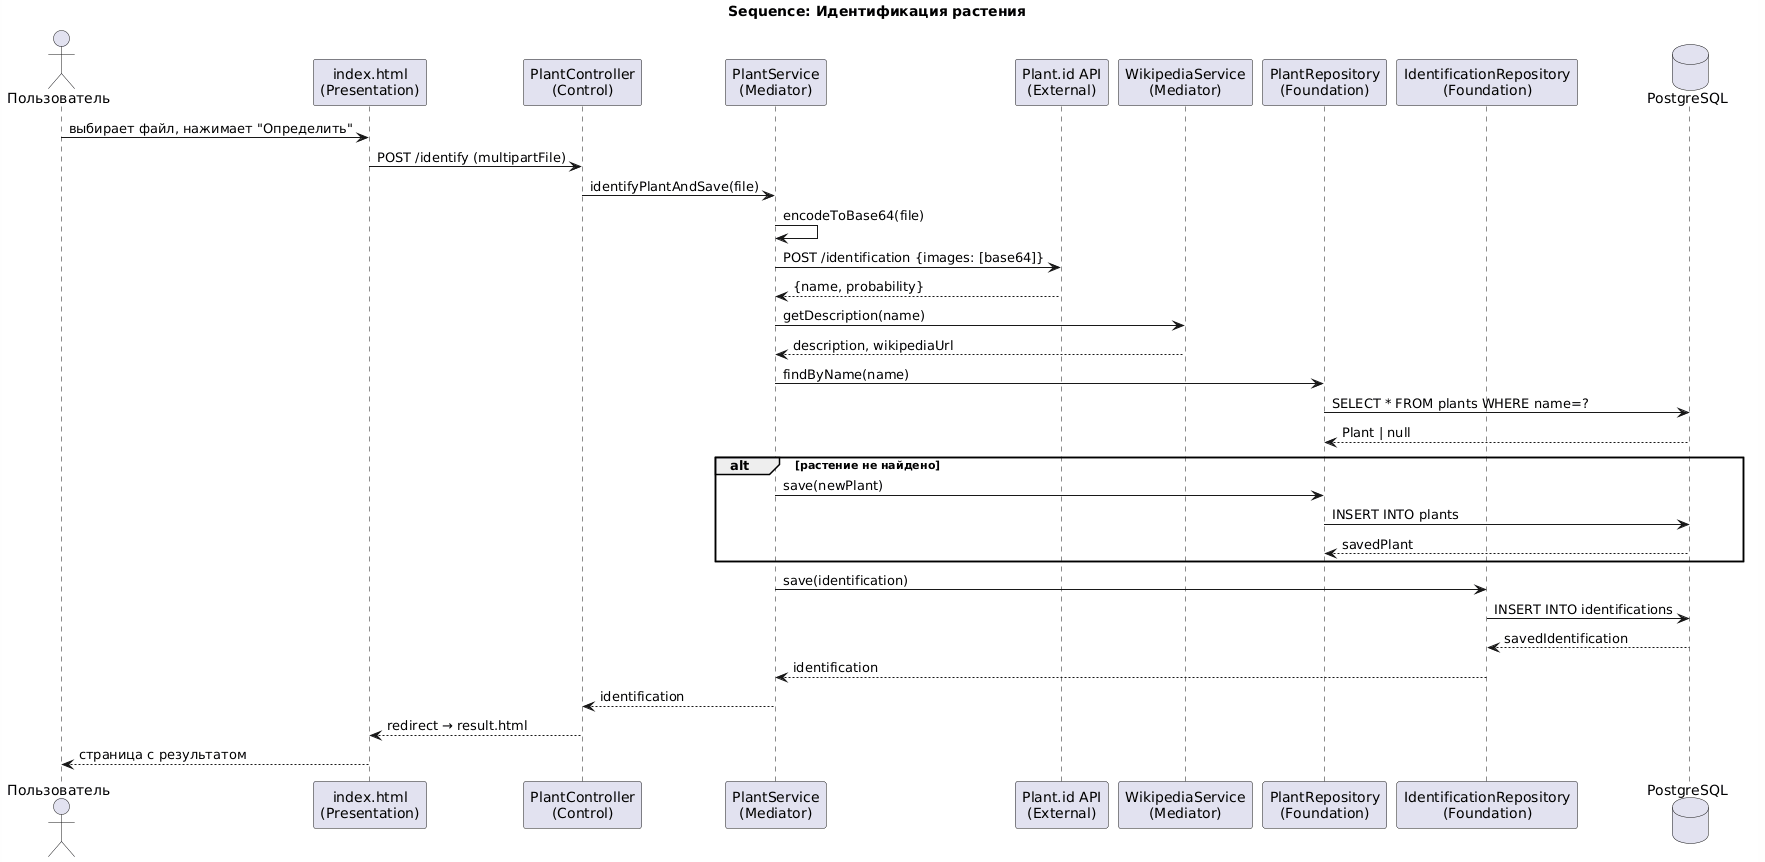 Sequence: Идентификация растения
Пользователь
index.html
(Presentation)
PlantController
(Control)
PlantService
(Mediator)
Plant.id API
(External)
WikipediaService
(Mediator)
PlantRepository
(Foundation)
IdentificationRepository
(Foundation)
PostgreSQL
выбирает файл, нажимает "Определить"
POST /identify (multipartFile)
identifyPlantAndSave(file)
encodeToBase64(file)
POST /identification {images: [base64]}
{name, probability}
getDescription(name)
description, wikipediaUrl
findByName(name)
SELECT * FROM plants WHERE name=?
Plant | null
alt [растение не найдено]
save(newPlant)
INSERT INTO plants
savedPlant
save(identification)
INSERT INTO identifications
savedIdentification
identification
identification
redirect → result.html
страница с результатом
Пользователь
index.html
(Presentation)
PlantController
(Control)
PlantService
(Mediator)
Plant.id API
(External)
WikipediaService
(Mediator)
PlantRepository
(Foundation)
IdentificationRepository
(Foundation)
PostgreSQL